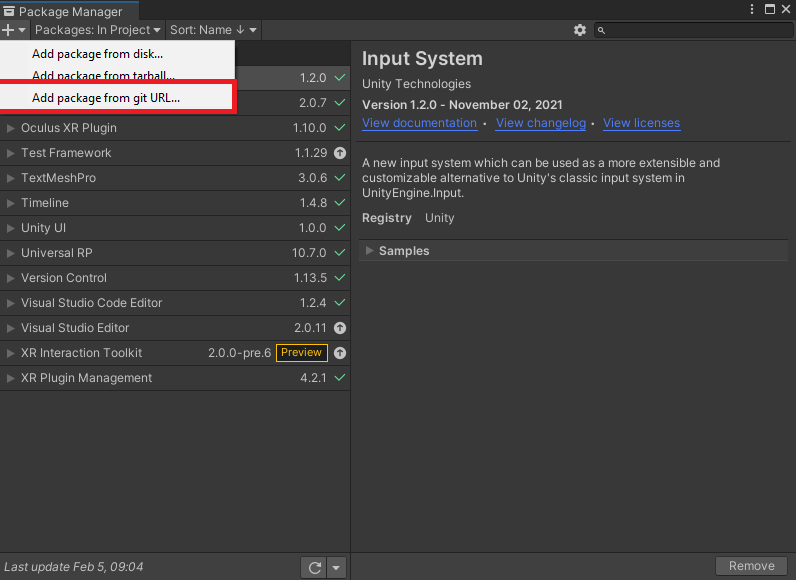 Package Manager
Packages: In Project Sort: Name
Add package from disk...
Add package from tarball...
Add package from git URL...
1.2.0
2.0.7
Oculus XR Plugin 1.10.0
Test Framework 1.1.29
TextMeshPro 3.0.6
Timeline 1.4.8
Unity UI 1.0.0
Universal RP 10.7.0
Version Control 1.13.5
Visual Studio Code Editor 1.2.4
Visual Studio Editor 2.0.11
XR Interaction Toolkit 2.0.0-pre.6 Preview
XR Plugin Management 4.2.1
Last update Feb 5, 09:04
Input System
Unity Technologies
Version 1.2.0 - November 02, 2021
View documentation • View changelog • View licenses
A new input system which can be used as a more extensible and
customizable alternative to Unity's classic input system in
UnityEngine.Input.
Registry Unity
Samples
Remove